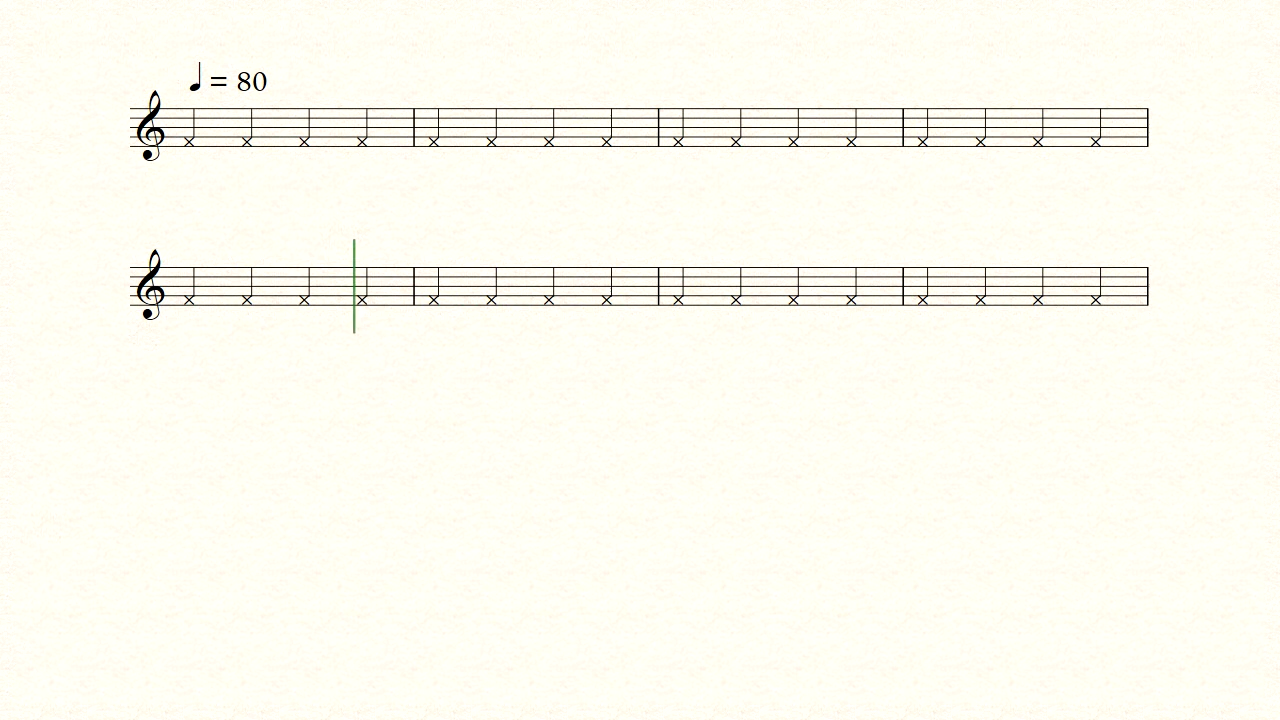 ♩ = 80